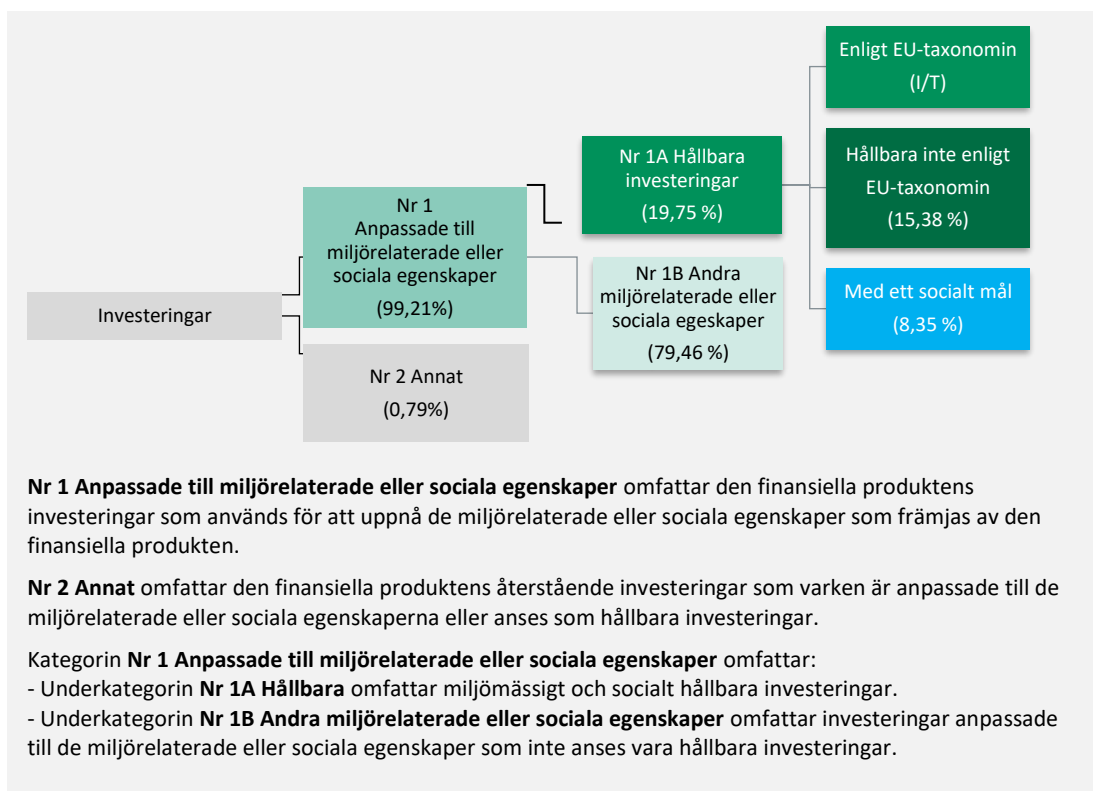 Investeringar
Nr 1
Anpassade till
miljörelaterade eller
sociala egenskaper
(99,21%)
Nr 2 Annat
(0,79%)
Nr 1A Hållbara
investeringar
(19,75 %)
Nr 1B Andra
miljörelaterade eller
sociala egeskaper
(79,46 %)
Enligt EU-taxonomin
(I/T)
Hållbara inte enligt
EU-taxonomin
(15,38 %)
Med ett socialt mål
(8,35 %)
Nr 1 Anpassade till miljörelaterade eller sociala egenskaper omfattar den finansiella produktens
investeringar som används för att uppnå de miljörelaterade eller sociala egenskaper som främjas av den
finansiella produkten.
Nr 2 Annat omfattar den finansiella produktens återstående investeringar som varken är anpassade till de
miljörelaterade eller sociala egenskaperna eller anses som hållbara investeringar.
Kategorin Nr 1 Anpassade till miljörelaterade eller sociala egenskaper omfattar:
- Underkategorin Nr 1A Hållbara omfattar miljömässigt och socialt hållbara investeringar.
- Underkategorin Nr 1B Andra miljörelaterade eller sociala egenskaper omfattar investeringar anpassade
till de miljörelaterade eller sociala egenskaper som inte anses vara hållbara investeringar.